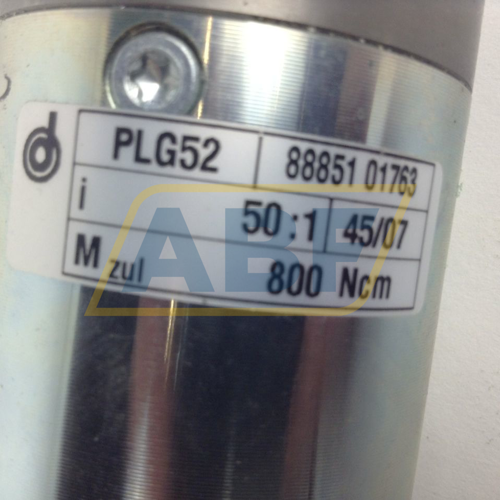 PLG52 88851 01763
i 50:1 45/07
M zul 800 Ncm
ABF